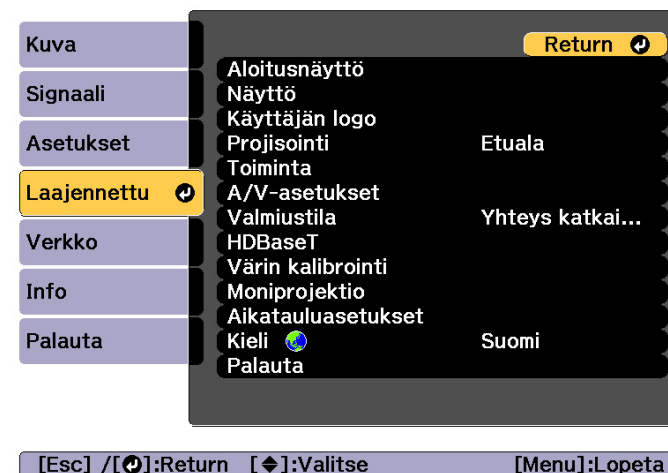 Kuva
Signaali
Asetukset
Laajennettu
Verkko
Info
Palauta
Return
Aloitusnäyttö
Näyttö
Käyttäjän logo
Projisointi Etuala
Toiminta
A/V-asetukset
Valmiustila Yhteys katkai...
HDBaseT
Värin kalibrointi
Moniprojektio
Aikatauluasetukset
Kieli Suomi
Palauta
[Esc] /[↵]:Return [◆]:Valitse [Menu]:Lopeta